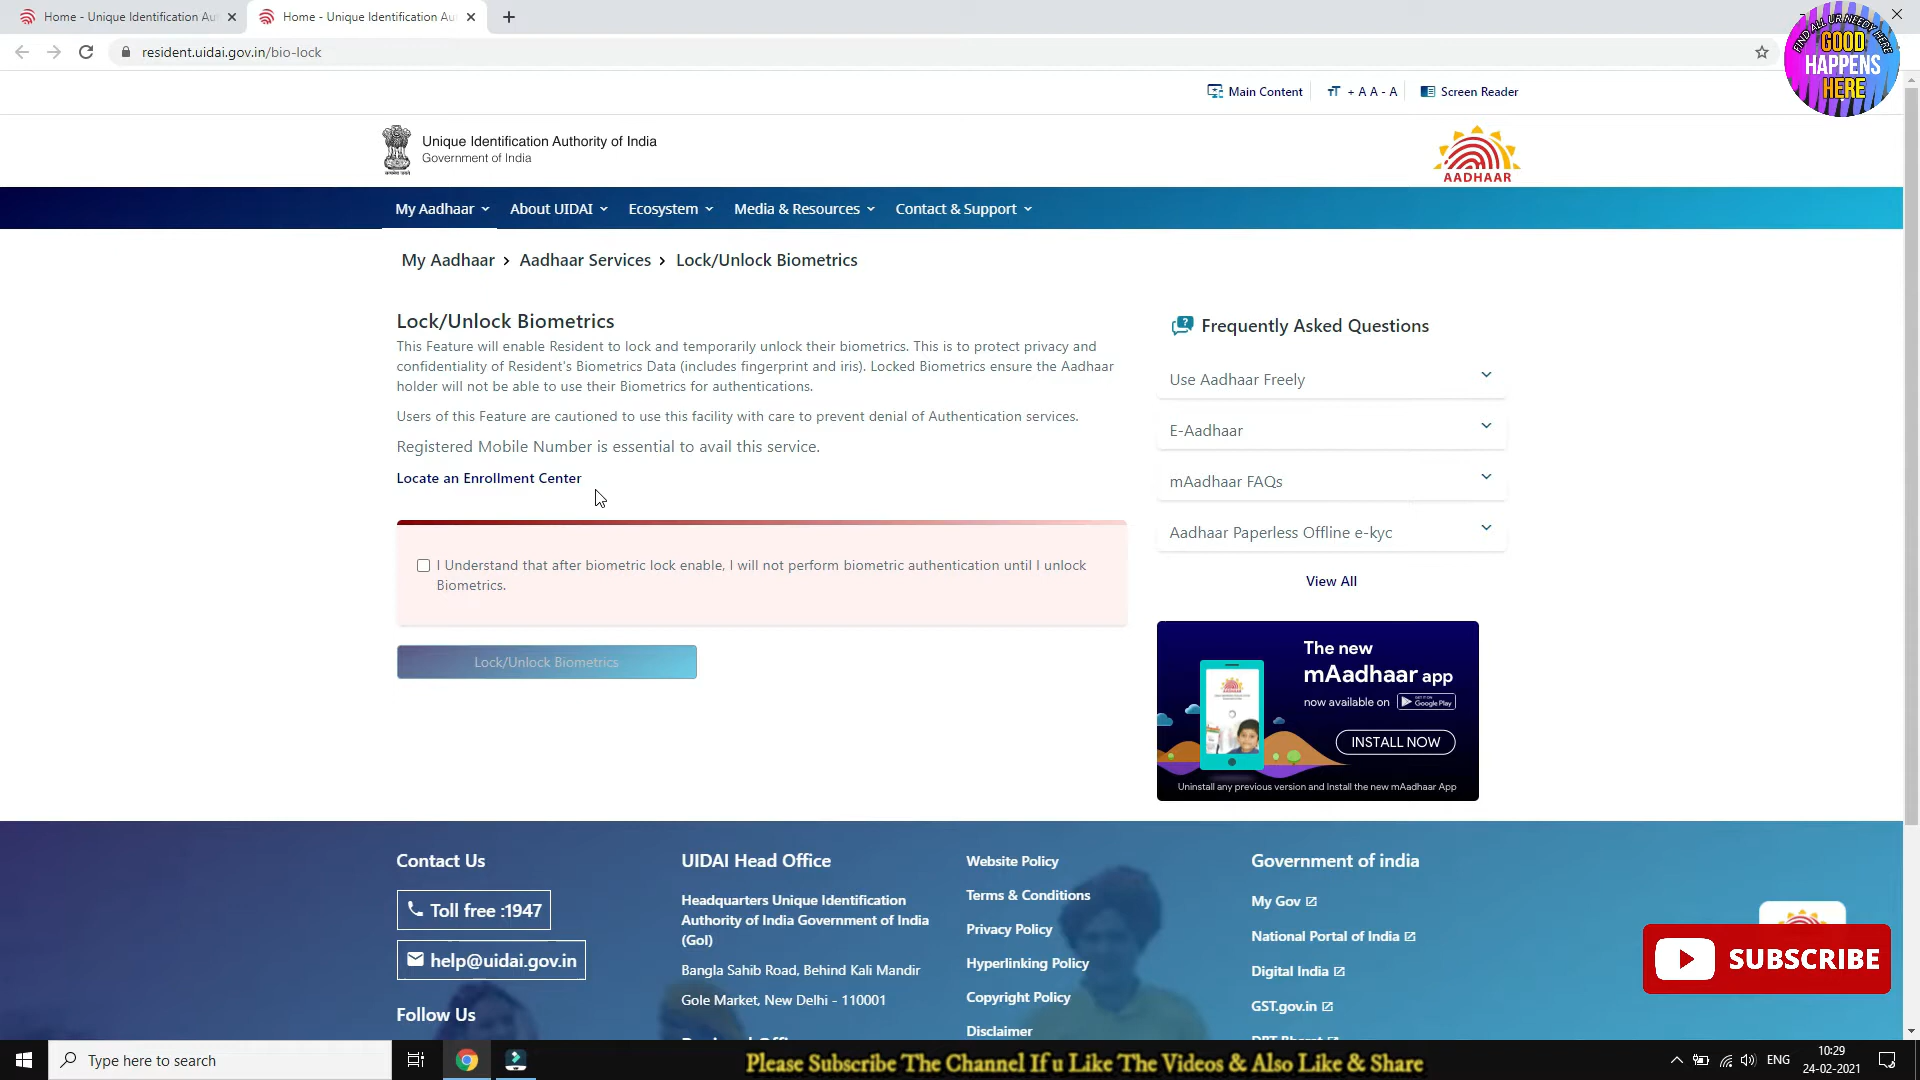 Home - Unique Identification Au
Home - Unique Identification Au
resident.uidai.gov.in/bio-lock
FIND ALL UR NEEDY HERE
GOOD
HAPPENS
HERE
Main Content
+ A A - A
Screen Reader
Unique Identification Authority of India
Government of India
AADHAAR
My Aadhaar
About UIDAI
Ecosystem
Media & Resources
Contact & Support
My Aadhaar > Aadhaar Services > Lock/Unlock Biometrics
Lock/Unlock Biometrics
This Feature will enable Resident to lock and temporarily unlock their biometrics. This is to protect privacy and
confidentiality of Resident's Biometrics Data (includes fingerprint and iris). Locked Biometrics ensure the Aadhaar
holder will not be able to use their Biometrics for authentications.
Users of this Feature are cautioned to use this facility with care to prevent denial of Authentication services.
Registered Mobile Number is essential to avail this service.
Locate an Enrollment Center
I Understand that after biometric lock enable, I will not perform biometric authentication until I unlock
Biometrics.
Lock/Unlock Biometrics
Frequently Asked Questions
Use Aadhaar Freely
E-Aadhaar
mAadhaar FAQs
Aadhaar Paperless Offline e-kyc
View All
The new
mAadhaar app
now available on
GET IT ON
Google Play
INSTALL NOW
Uninstall any previous version and Install the new mAadhaar App
Contact Us
Toll free :1947
help@uidai.gov.in
Follow Us
UIDAI Head Office
Headquarters Unique Identification
Authority of India Government of India
(GoI)
Bangla Sahib Road, Behind Kali Mandir
Gole Market, New Delhi - 110001
Website Policy
Terms & Conditions
Privacy Policy
Hyperlinking Policy
Copyright Policy
Disclaimer
Government of india
My Gov
National Portal of India
Digital India
GST.gov.in
SUBSCRIBE
Type here to search
Please Subscribe The Channel If u Like The Videos & Also Like & Share
ENG
10:29
24-02-2021